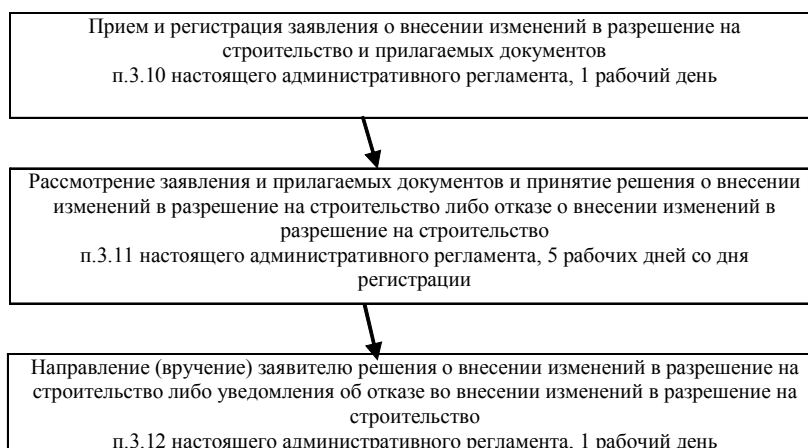 Прием и регистрация заявления о внесении изменений в разрешение на
строительство и прилагаемых документов
п.3.10 настоящего административного регламента, 1 рабочий день
Рассмотрение заявления и прилагаемых документов и принятие решения о внесении
изменений в разрешение на строительство либо отказе о внесении изменений в
разрешение на строительство
п.3.11 настоящего административного регламента, 5 рабочих дней со дня
регистрации
Направление (вручение) заявителю решения о внесении изменений в разрешение на
строительство либо уведомления об отказе во внесении изменений в разрешение на
строительство
п.3.12 настоящего административного регламента, 1 рабочий день